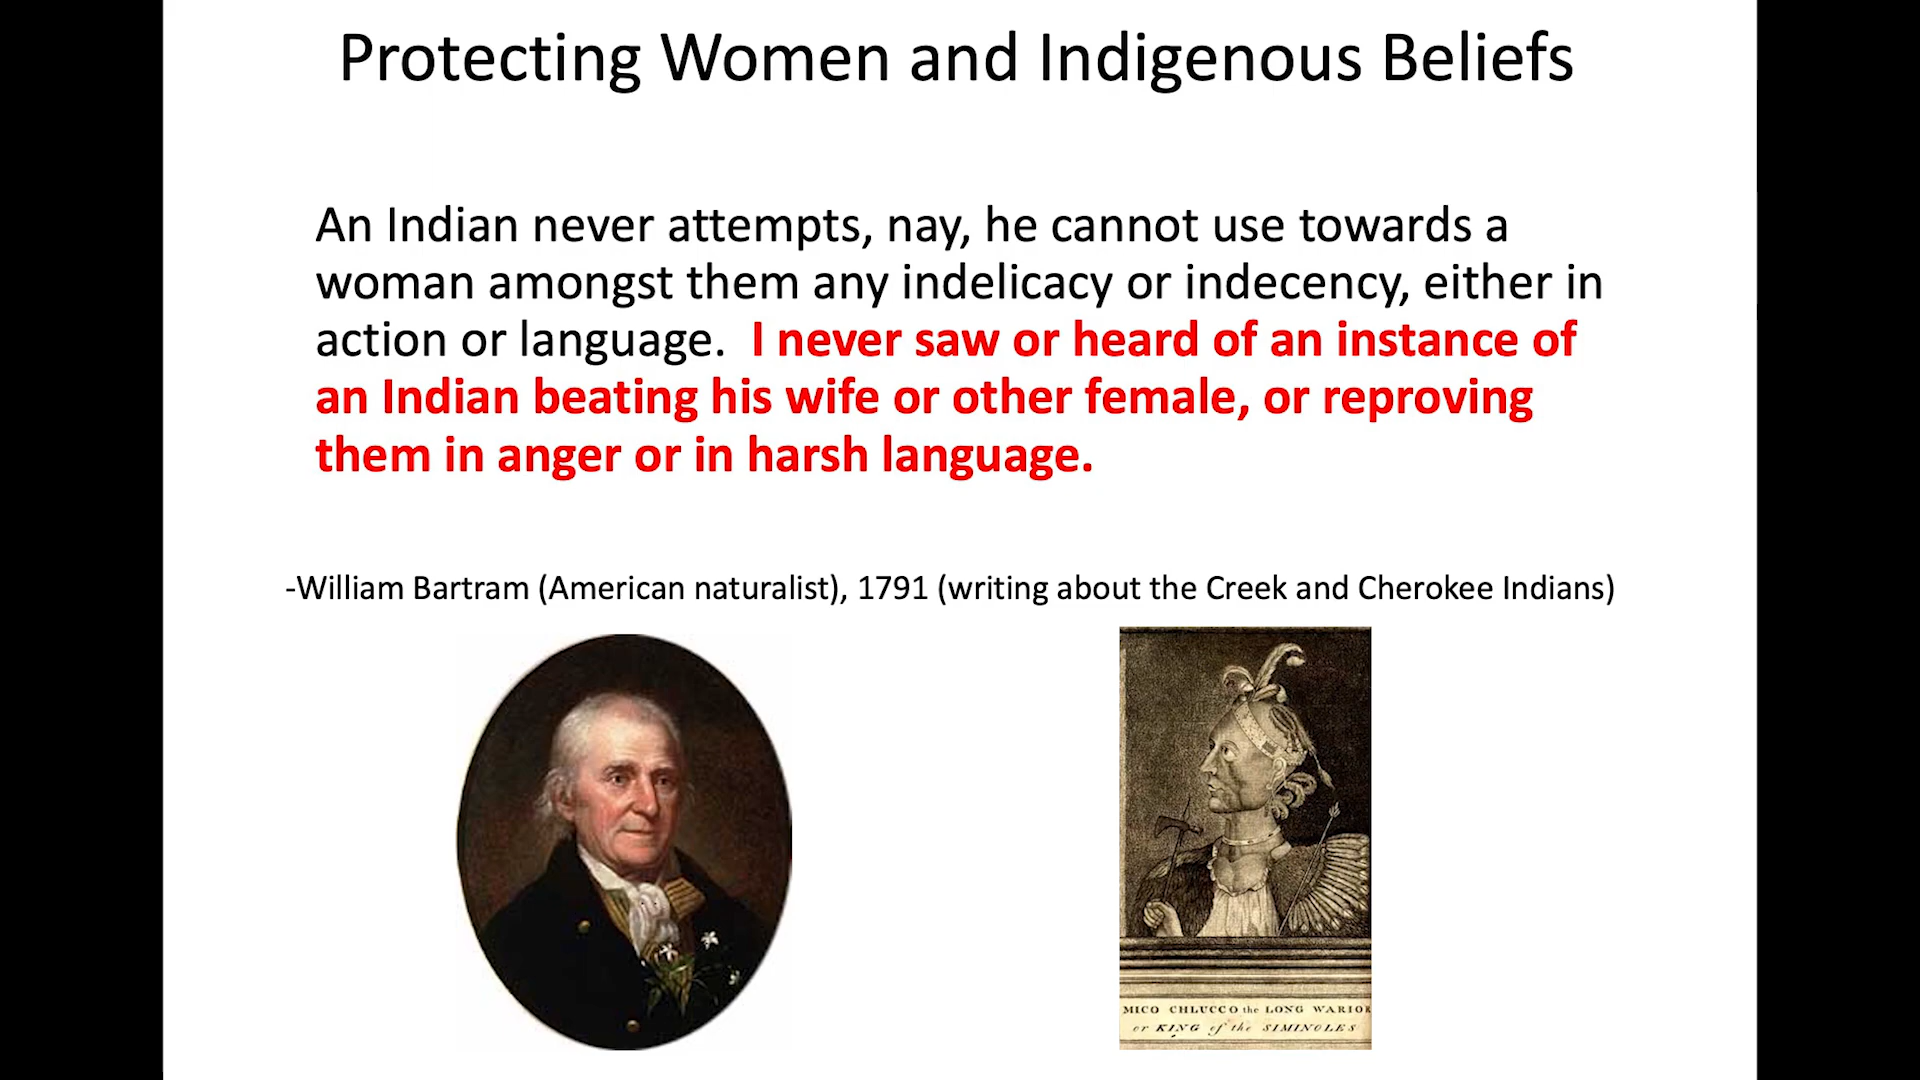 Protecting Women and Indigenous Beliefs
An Indian never attempts, nay, he cannot use towards a
woman amongst them any indelicacy or indecency, either in
action or language.  I never saw or heard of an instance of
an Indian beating his wife or other female, or reproving
them in anger or in harsh language.
-William Bartram (American naturalist), 1791 (writing about the Creek and Cherokee Indians)
MICO CHLUCCO the LONG WARIOR
or KING of the SIMINOLES